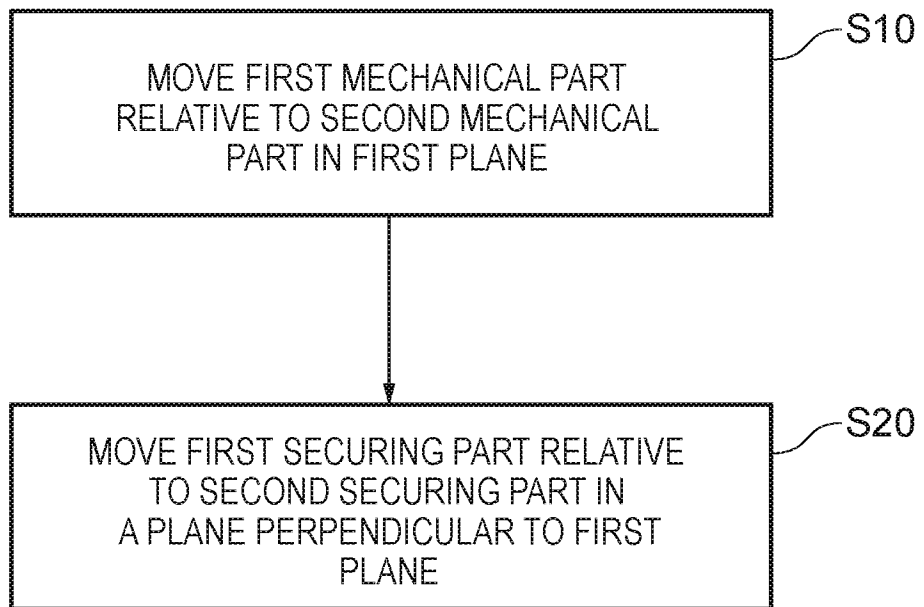 S10
MOVE FIRST MECHANICAL PART
RELATIVE TO SECOND MECHANICAL
PART IN FIRST PLANE
S20
MOVE FIRST SECURING PART RELATIVE
TO SECOND SECURING PART IN
A PLANE PERPENDICULAR TO FIRST
PLANE